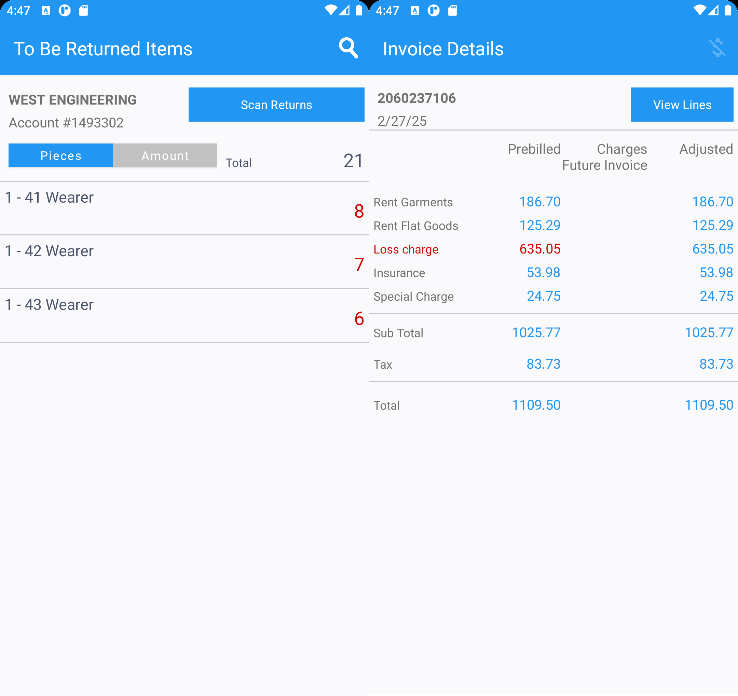 4:47
To Be Returned Items
WEST ENGINEERING
Account #1493302
Scan Returns
Pieces
Amount
Total
21
1 - 41 Wearer
8
1 - 42 Wearer
7
1 - 43 Wearer
6
4:47
Invoice Details
2060237106
2/27/25
View Lines
Prebilled Charges Adjusted
Future Invoice
Rent Garments 186.70 186.70
Rent Flat Goods 125.29 125.29
Loss charge 635.05 635.05
Insurance 53.98 53.98
Special Charge 24.75 24.75
Sub Total 1025.77 1025.77
Tax 83.73 83.73
Total 1109.50 1109.50